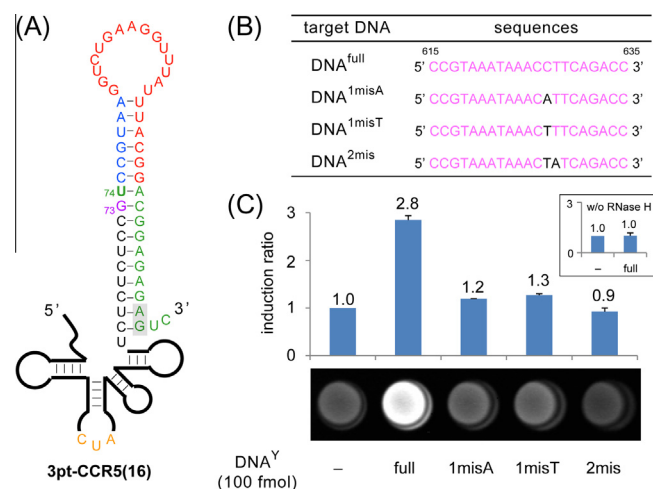 (A)
GGUCUGAAGGUUUAU
A U
A U
U A
G C
C G
C G
74 U A
73 G C
C G
C G
U A
C G
U A
C G
U A
C G U C 3'
U
5'
C U A
3pt-CCR5(16)
(B)
target DNA sequences
615 635
DNAfull 5' CCGTAAATAAACCTTCAGACC 3'
DNA1misA 5' CCGTAAATAAACATTCAGACC 3'
DNA1misT 5' CCGTAAATAAACTTTCAGACC 3'
DNA2mis 5' CCGTAAATAAACTATCAGACC 3'
(C)
induction ratio
3
2
1
0
1.0 2.8 1.2 1.3 0.9
w/o RNase H
3
0
1.0 1.0
– full
DNAY
(100 fmol)
– full 1misA 1misT 2mis